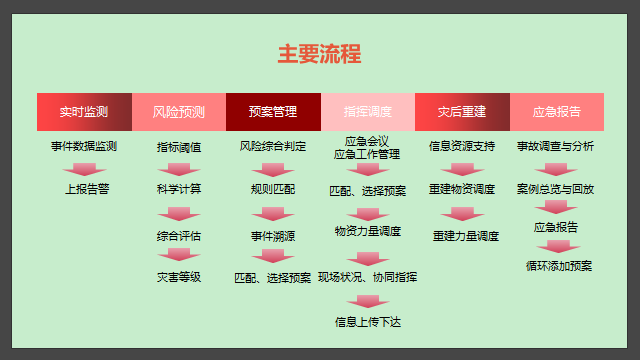 主要流程
实时监测
风险预测
预案管理
指挥调度
灾后重建
应急报告
事件数据监测
上报告警
指标阈值
科学计算
综合评估
灾害等级
风险综合判定
规则匹配
事件溯源
匹配、选择预案
应急会议
应急工作管理
匹配、选择预案
物资力量调度
现场状况、协同指挥
信息上传下达
信息资源支持
重建物资调度
重建力量调度
事故调查与分析
案例总览与回放
应急报告
循环添加预案